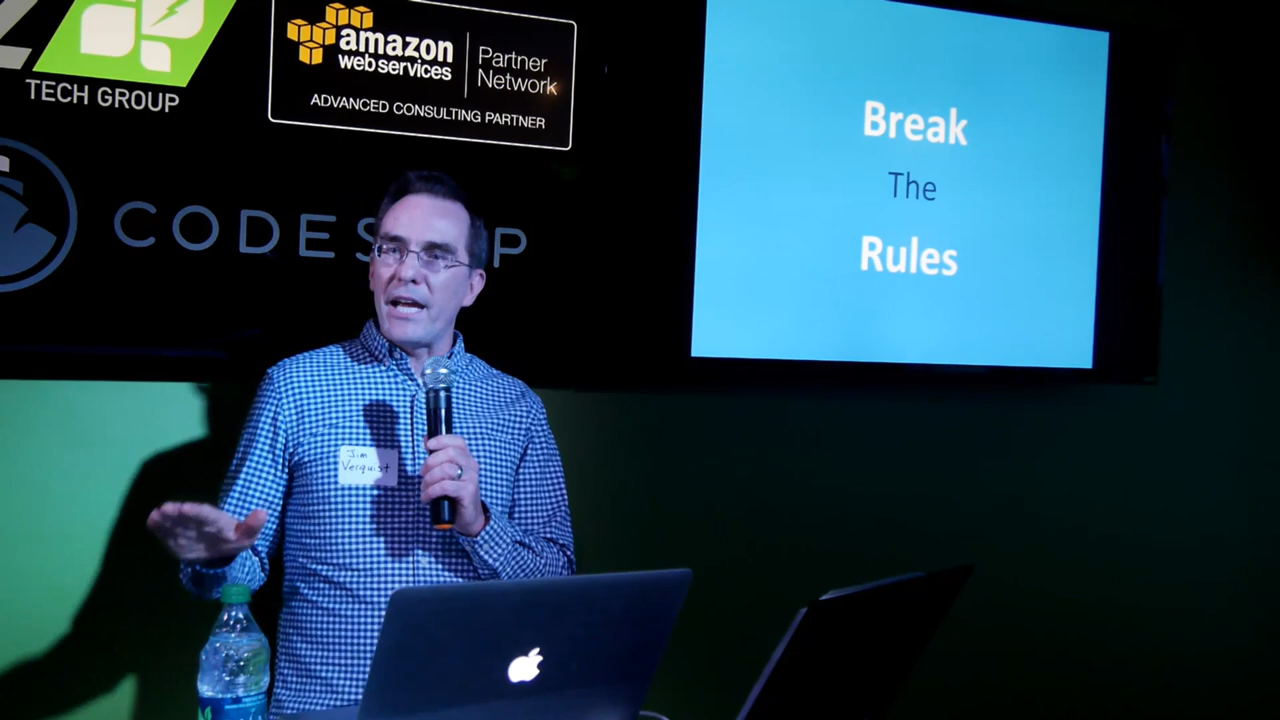 TECH GROUP
amazon
web services
Partner
Network
ADVANCED CONSULTING PARTNER
Break
The
Rules
Jim
Verquist